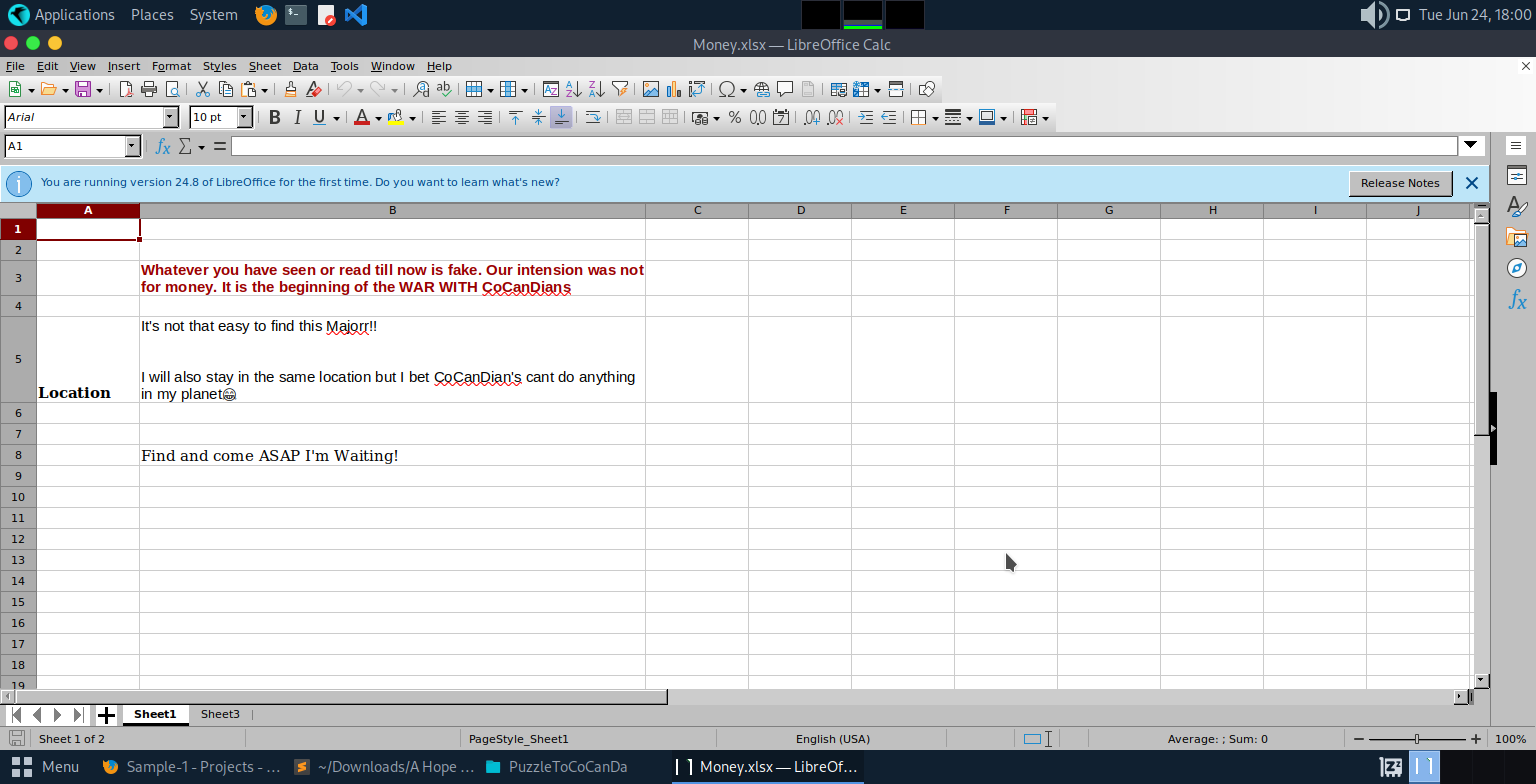 Applications Places System Tue Jun 24, 18:00
Money.xlsx — LibreOffice Calc
File Edit View Insert Format Styles Sheet Data Tools Window Help
Arial 10 pt
A1
You are running version 24.8 of LibreOffice for the first time. Do you want to learn what's new? Release Notes
A B C D E F G H I J
1
2
3 Whatever you have seen or read till now is fake. Our intension was not
for money. It is the beginning of the WAR WITH CoCanDians
4
It's not that easy to find this Majorr!!
5
I will also stay in the same location but I bet CoCanDian's cant do anything
Location in my planet😂
6
7
8 Find and come ASAP I'm Waiting!
9
10
11
12
13
14
15
16
17
18
19
Sheet1 Sheet3
Sheet 1 of 2 PageStyle_Sheet1 English (USA) Average: ; Sum: 0 100%
Menu Sample-1 - Projects - ... ~/Downloads/A Hope ... PuzzleToCoCanDa Money.xlsx — LibreOf...